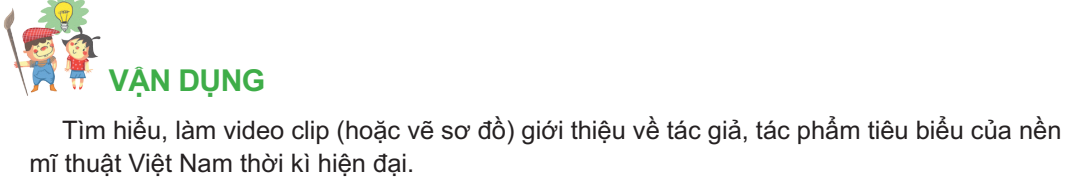 VẬN DỤNG
Tìm hiểu, làm video clip (hoặc vẽ sơ đồ) giới thiệu về tác giả, tác phẩm tiêu biểu của nền
mĩ thuật Việt Nam thời kì hiện đại.